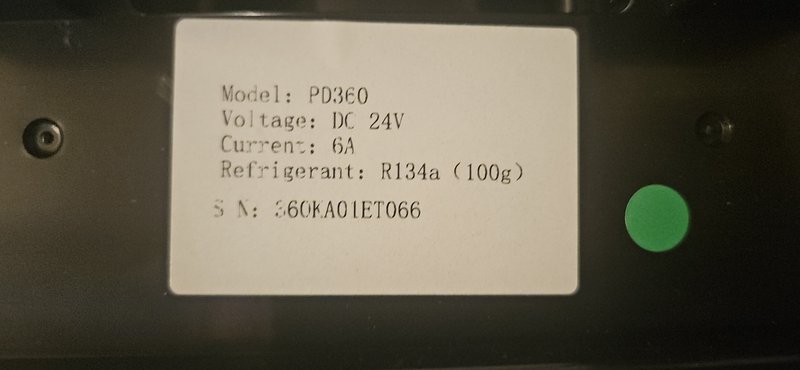 Model: PD360
Voltage: DC 24V
Current: 6A
Refrigerant: R134a (100g)
S N: 360KA01ET066